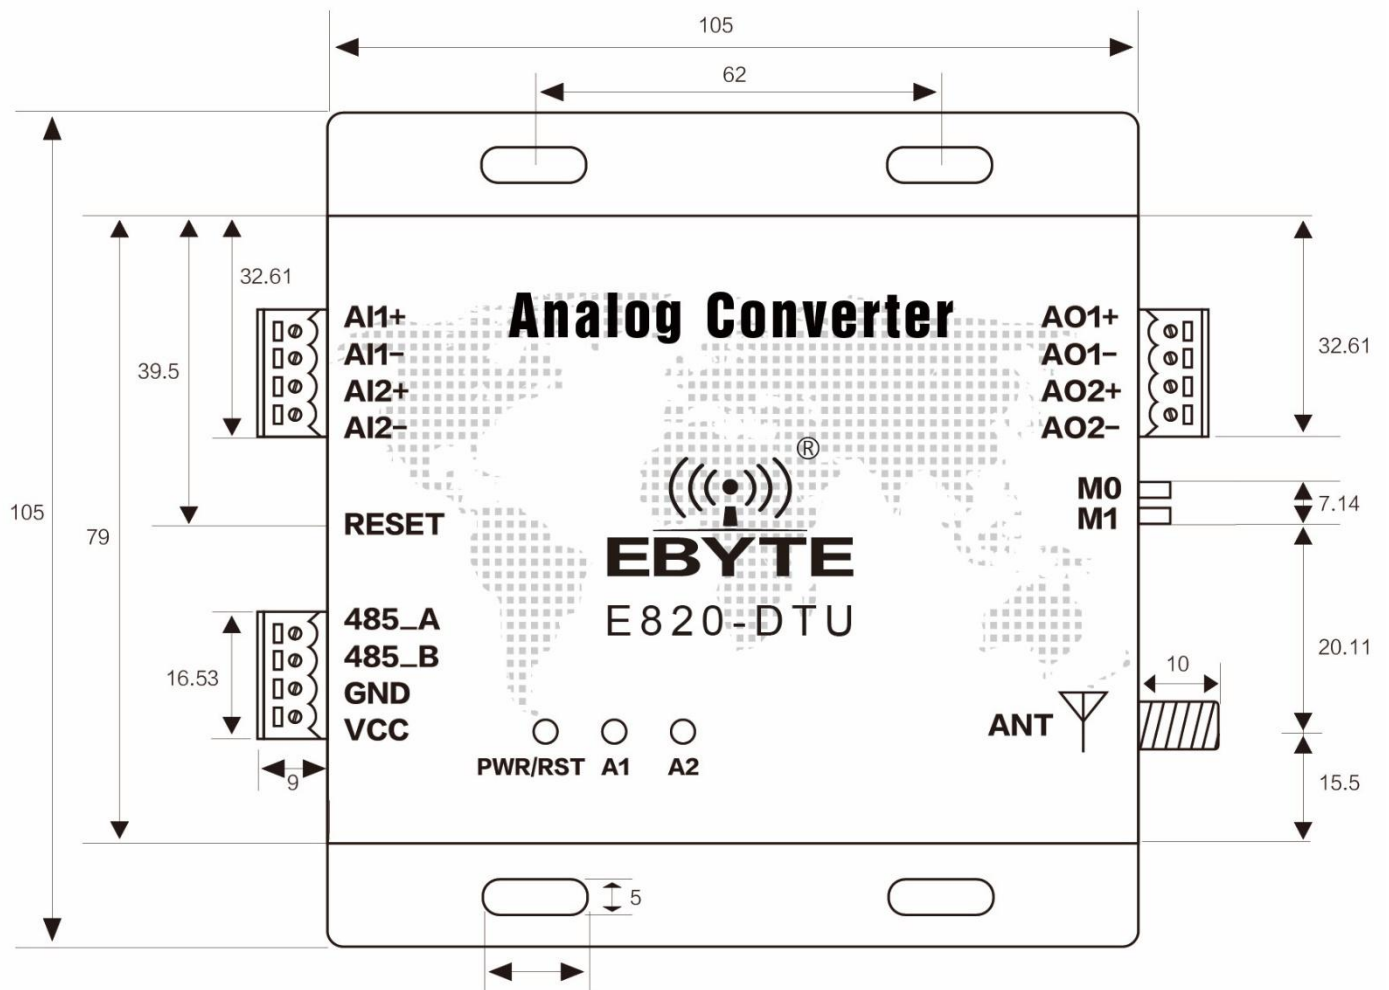 105
62
32.61
39.5
105
79
16.53
9
AI1+
AI1-
AI2+
AI2-
RESET
485_A
485_B
GND
VCC
Analog Converter
®
EBYTE
E820-DTU
PWR/RST A1 A2
AO1+
AO1-
AO2+
AO2-
M0
M1
ANT
32.61
7.14
20.11
10
15.5
5